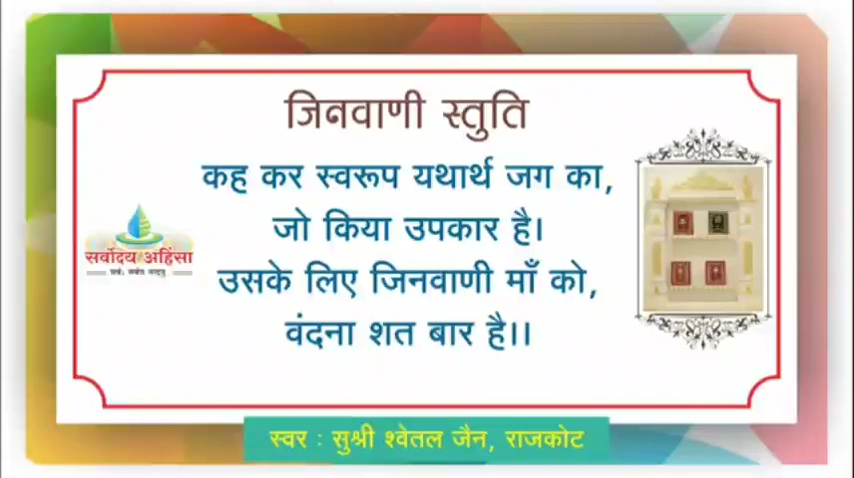 जिनवाणी स्तुति
कह कर स्वरूप यथार्थ जग का,
जो किया उपकार है।
उसके लिए जिनवाणी माँ को,
वंदना शत बार है।।
सर्वोदय अहिंसा
स्वर : सुश्री श्वेतल जैन, राजकोट